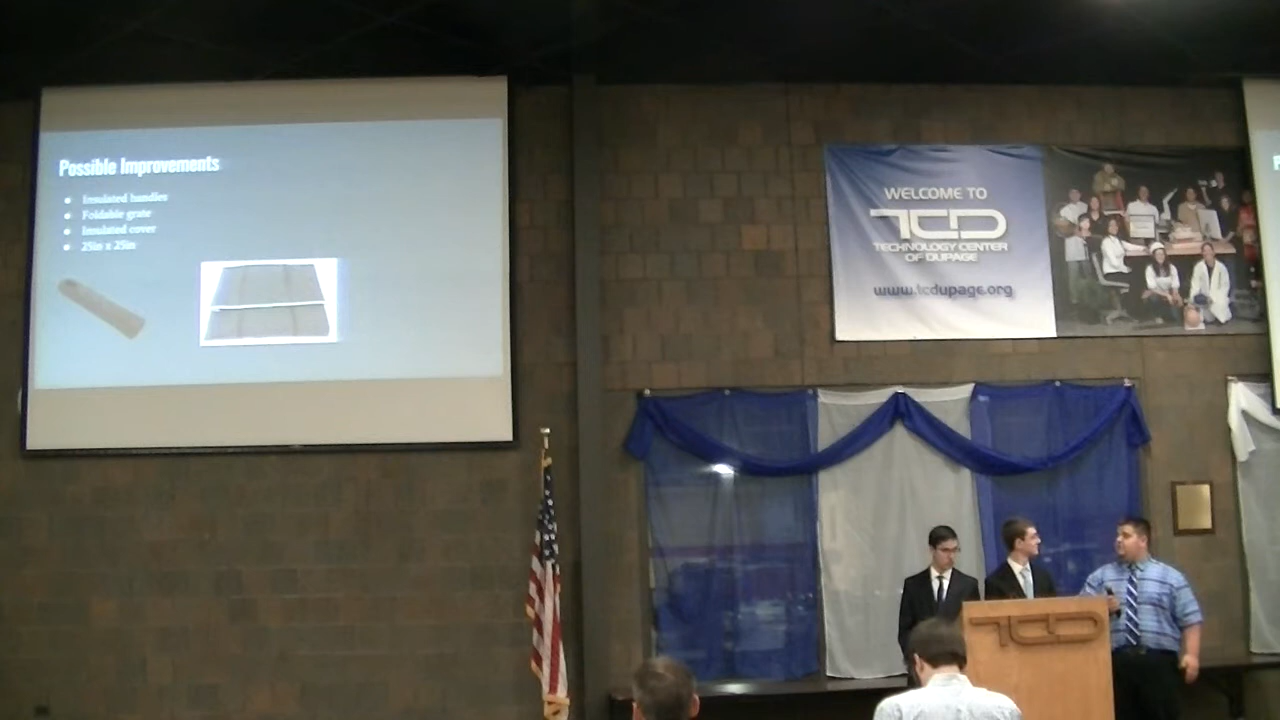 Possible Improvements
● Insulated handles
● Foldable grate
● Insulated cover
● 25in x 25in
WELCOME TO
TCD
TECHNOLOGY CENTER
OF DUPAGE
www.tcdupage.org
P
TCD